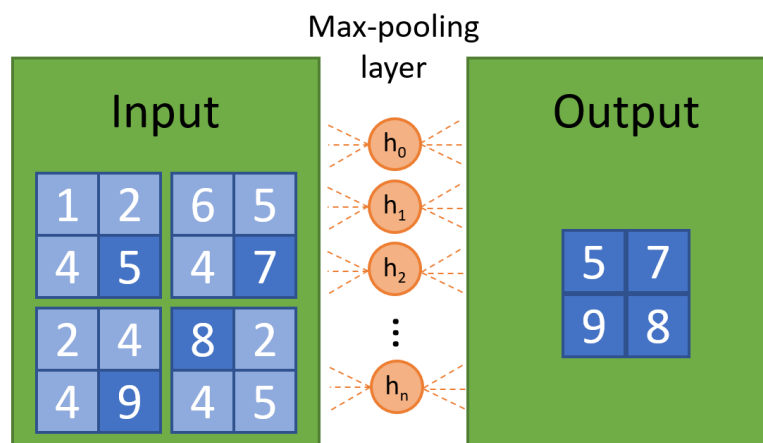 Max-pooling
layer
Input
1 2 6 5
4 5 4 7
2 4 8 2
4 9 4 5
h0
h1
h2
⋮
hn
Output
5 7
9 8